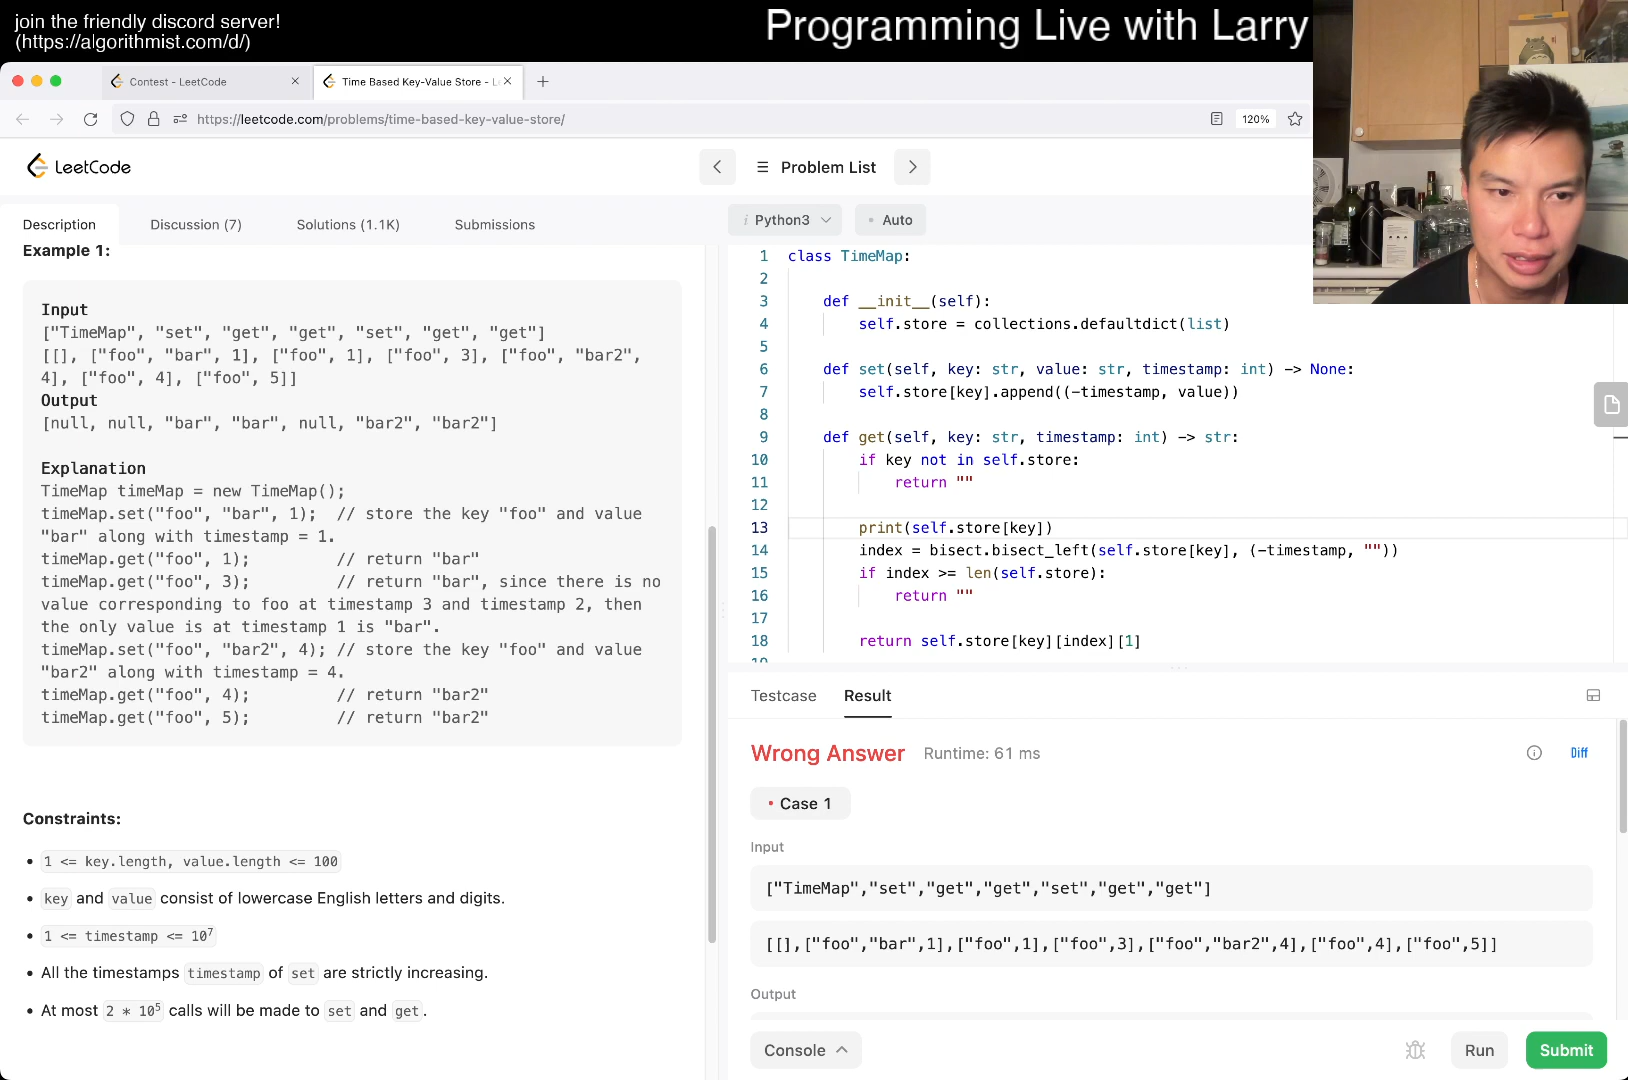 join the friendly discord server!
(https://algorithmist.com/d/)
Programming Live with Larry
Contest - LeetCode
Time Based Key-Value Store - L
https://leetcode.com/problems/time-based-key-value-store/
120%
LeetCode
Problem List
Description
Discussion (7)
Solutions (1.1K)
Submissions
i Python3
Auto
Example 1:
Input
["TimeMap", "set", "get", "get", "set", "get", "get"]
[[], ["foo", "bar", 1], ["foo", 1], ["foo", 3], ["foo", "bar2",
4], ["foo", 4], ["foo", 5]]
Output
[null, null, "bar", "bar", null, "bar2", "bar2"]
Explanation
TimeMap timeMap = new TimeMap();
timeMap.set("foo", "bar", 1);  // store the key "foo" and value
"bar" along with timestamp = 1.
timeMap.get("foo", 1);         // return "bar"
timeMap.get("foo", 3);         // return "bar", since there is no
value corresponding to foo at timestamp 3 and timestamp 2, then
the only value is at timestamp 1 is "bar".
timeMap.set("foo", "bar2", 4); // store the key "foo" and value
"bar2" along with timestamp = 4.
timeMap.get("foo", 4);         // return "bar2"
timeMap.get("foo", 5);         // return "bar2"
Constraints:
• 1 <= key.length, value.length <= 100
• key and value consist of lowercase English letters and digits.
• 1 <= timestamp <= 10⁷
• All the timestamps timestamp of set are strictly increasing.
• At most 2 * 10⁵ calls will be made to set and get.
1 class TimeMap:
2
3     def __init__(self):
4         self.store = collections.defaultdict(list)
5
6     def set(self, key: str, value: str, timestamp: int) -> None:
7         self.store[key].append((-timestamp, value))
8
9     def get(self, key: str, timestamp: int) -> str:
10         if key not in self.store:
11             return ""
12
13         print(self.store[key])
14         index = bisect.bisect_left(self.store[key], (-timestamp, ""))
15         if index >= len(self.store):
16             return ""
17
18         return self.store[key][index][1]
19
Testcase
Result
Wrong Answer
Runtime: 61 ms
Diff
• Case 1
Input
["TimeMap","set","get","get","set","get","get"]
[[],["foo","bar",1],["foo",1],["foo",3],["foo","bar2",4],["foo",4],["foo",5]]
Output
Console
Run
Submit